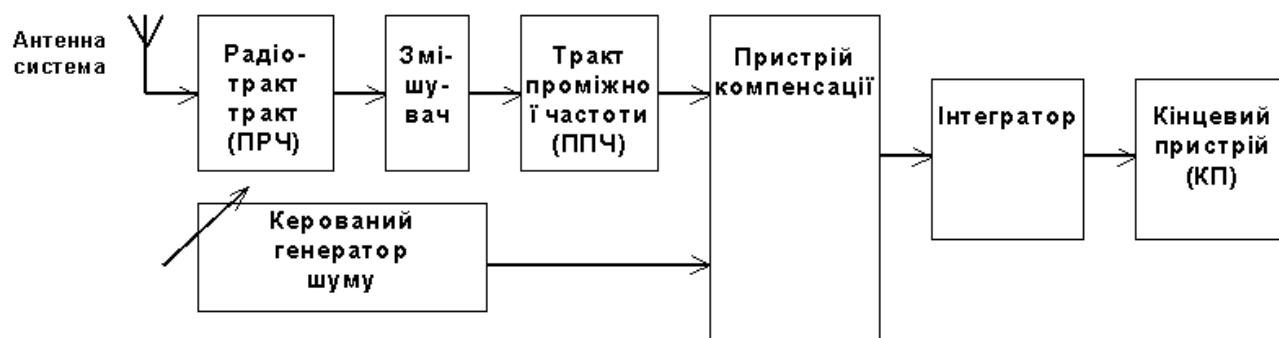 Антенна
система
Радіо-
тракт
тракт
(ПРЧ)
Змі-
шу-
вач
Тракт
проміжно
ї частоти
(ППЧ)
Пристрій
компенсації
Інтегратор
Кінцевий
пристрій
(КП)
Керований
генератор
шуму